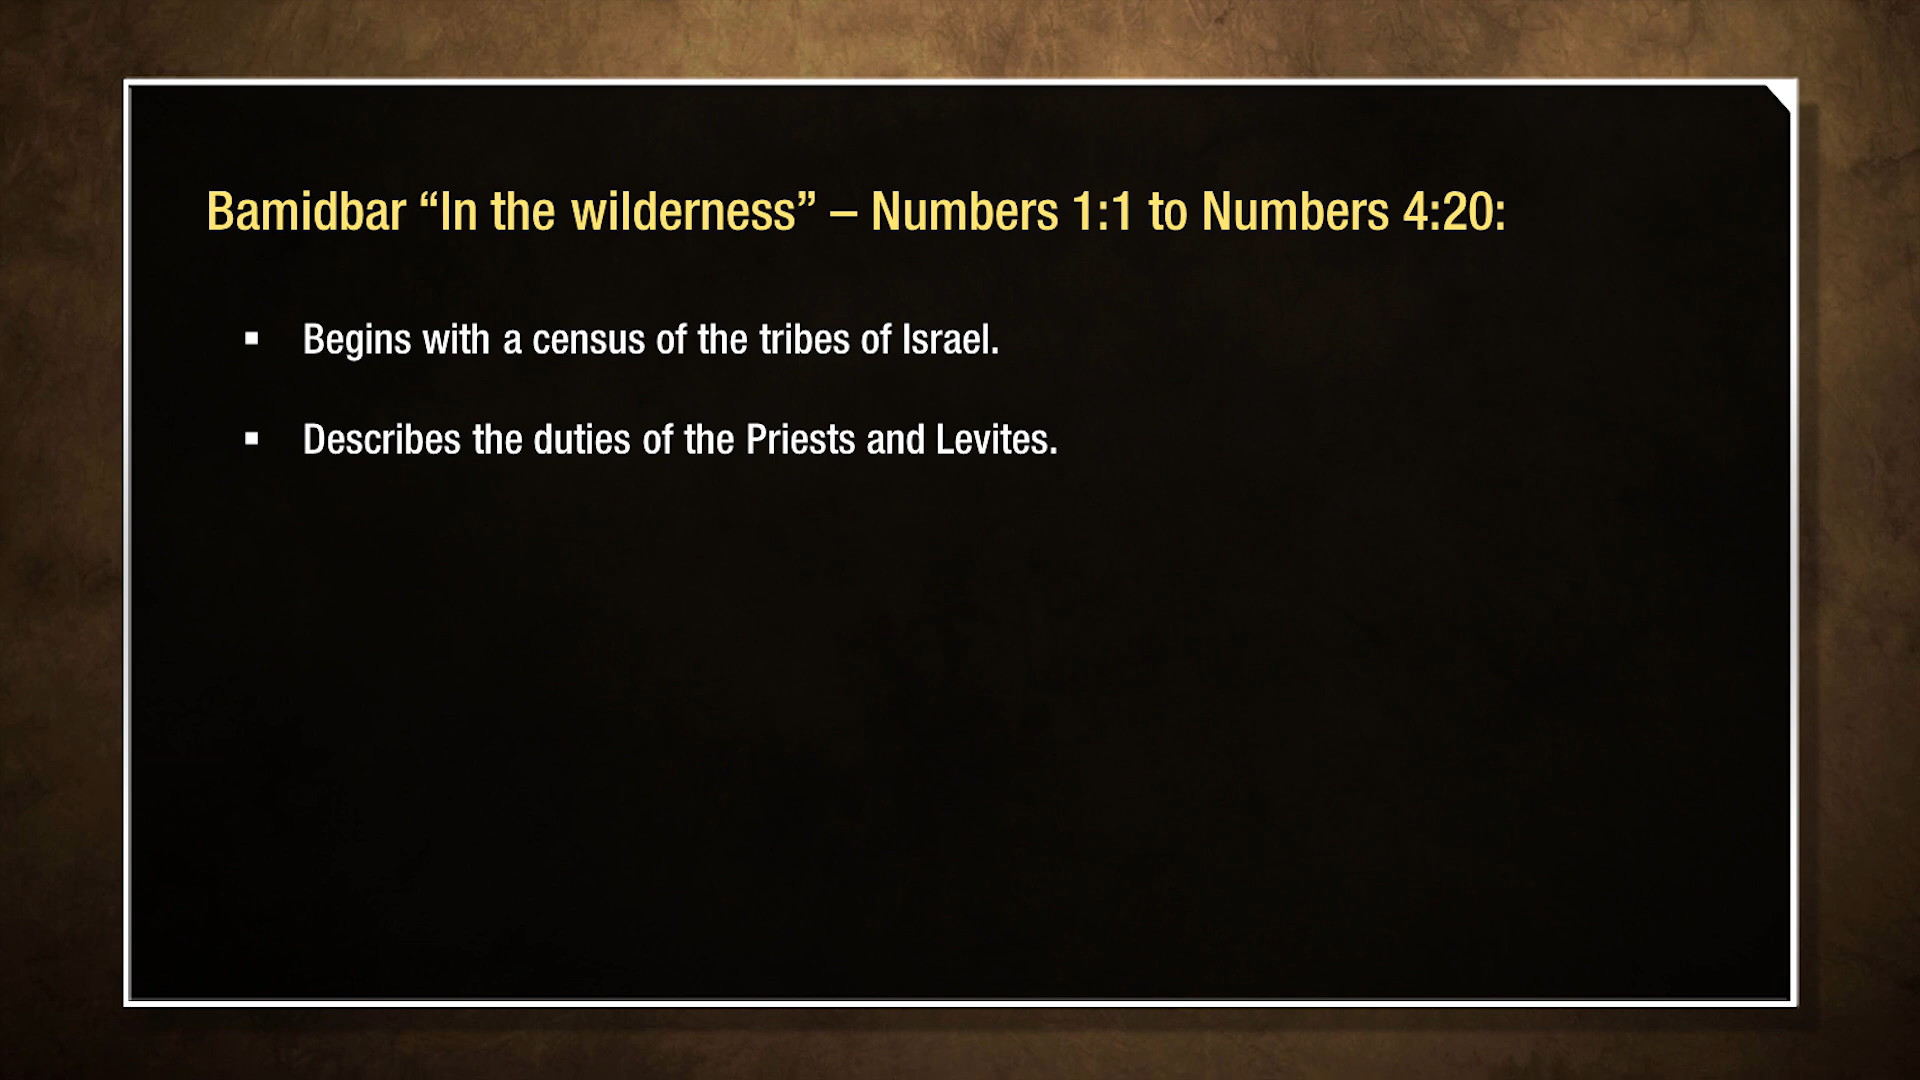 Bamidbar “In the wilderness” – Numbers 1:1 to Numbers 4:20:
▪ Begins with a census of the tribes of Israel.
▪ Describes the duties of the Priests and Levites.